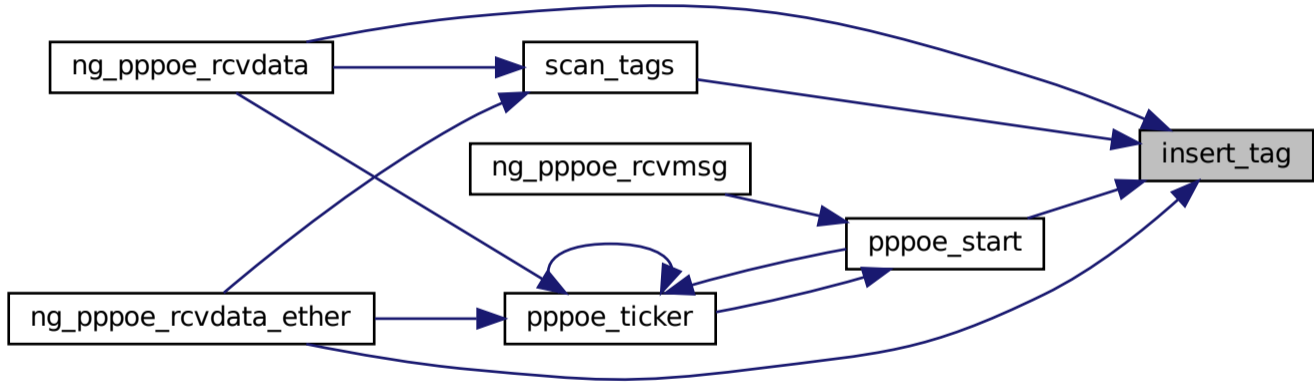 ng_pppoe_rcvdata
scan_tags
insert_tag
ng_pppoe_rcvmsg
pppoe_start
ng_pppoe_rcvdata_ether
pppoe_ticker